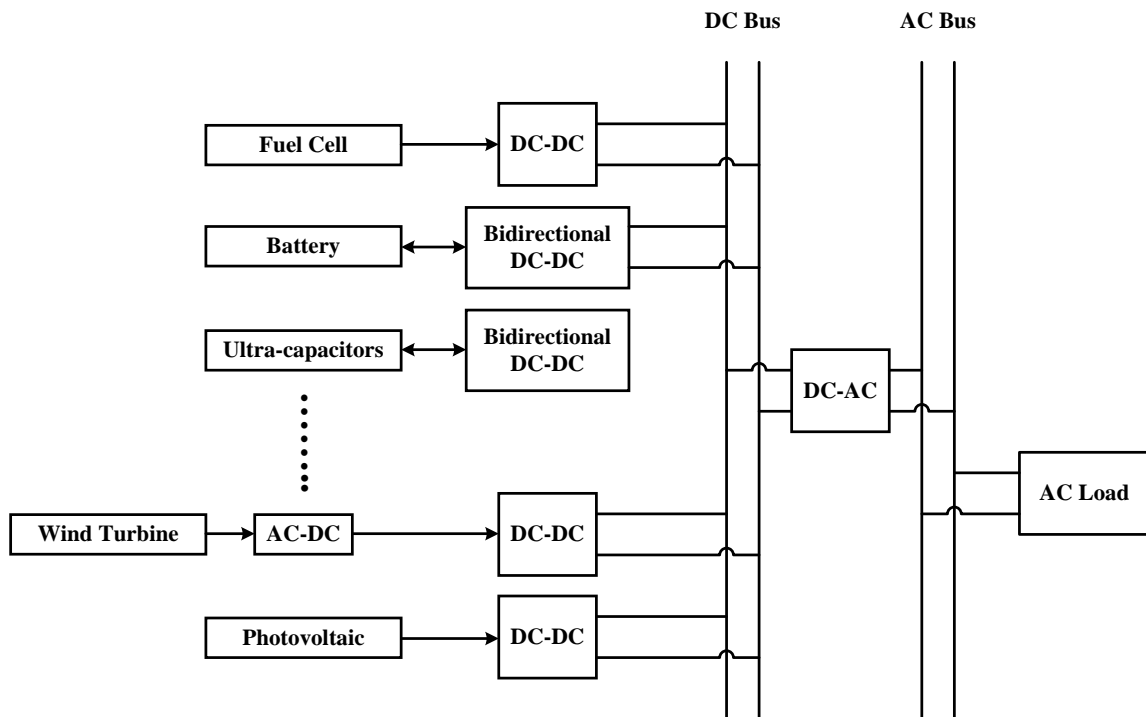 DC Bus
AC Bus
Fuel Cell
DC-DC
Battery
Bidirectional
DC-DC
Ultra-capacitors
Bidirectional
DC-DC
DC-AC
AC Load
Wind Turbine
AC-DC
DC-DC
Photovoltaic
DC-DC